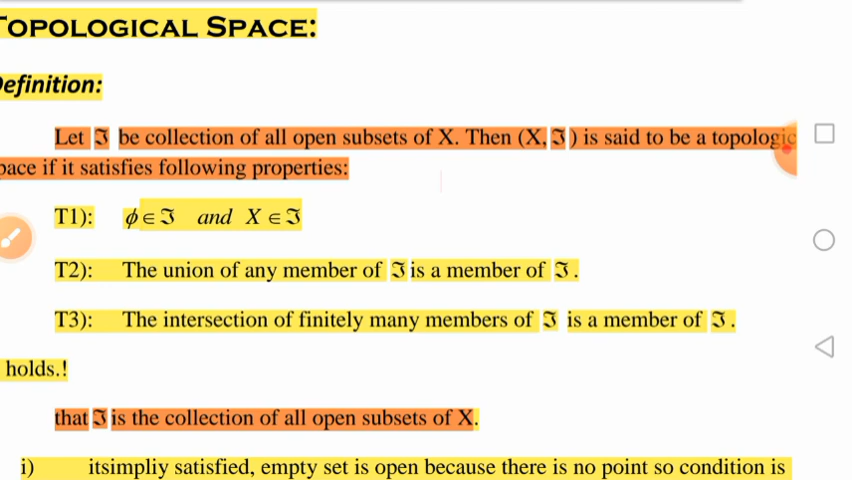 TOPOLOGICAL SPACE:
Definition:
Let ℑ be collection of all open subsets of X. Then (X, ℑ) is said to be a topologic
pace if it satisfies following properties:
T1): ϕ ∈ ℑ and X ∈ ℑ
T2): The union of any member of ℑ is a member of ℑ.
T3): The intersection of finitely many members of ℑ is a member of ℑ.
holds.!
that ℑ is the collection of all open subsets of X.
i) itsimpliy satisfied, empty set is open because there is no point so condition is